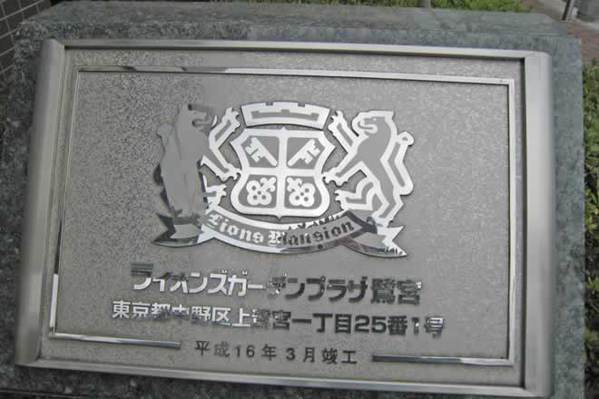 Lions Mansion
ライオンズガーデンプラザ鷺宮
東京都中野区上鷺宮一丁目25番1号
平成16年3月竣工